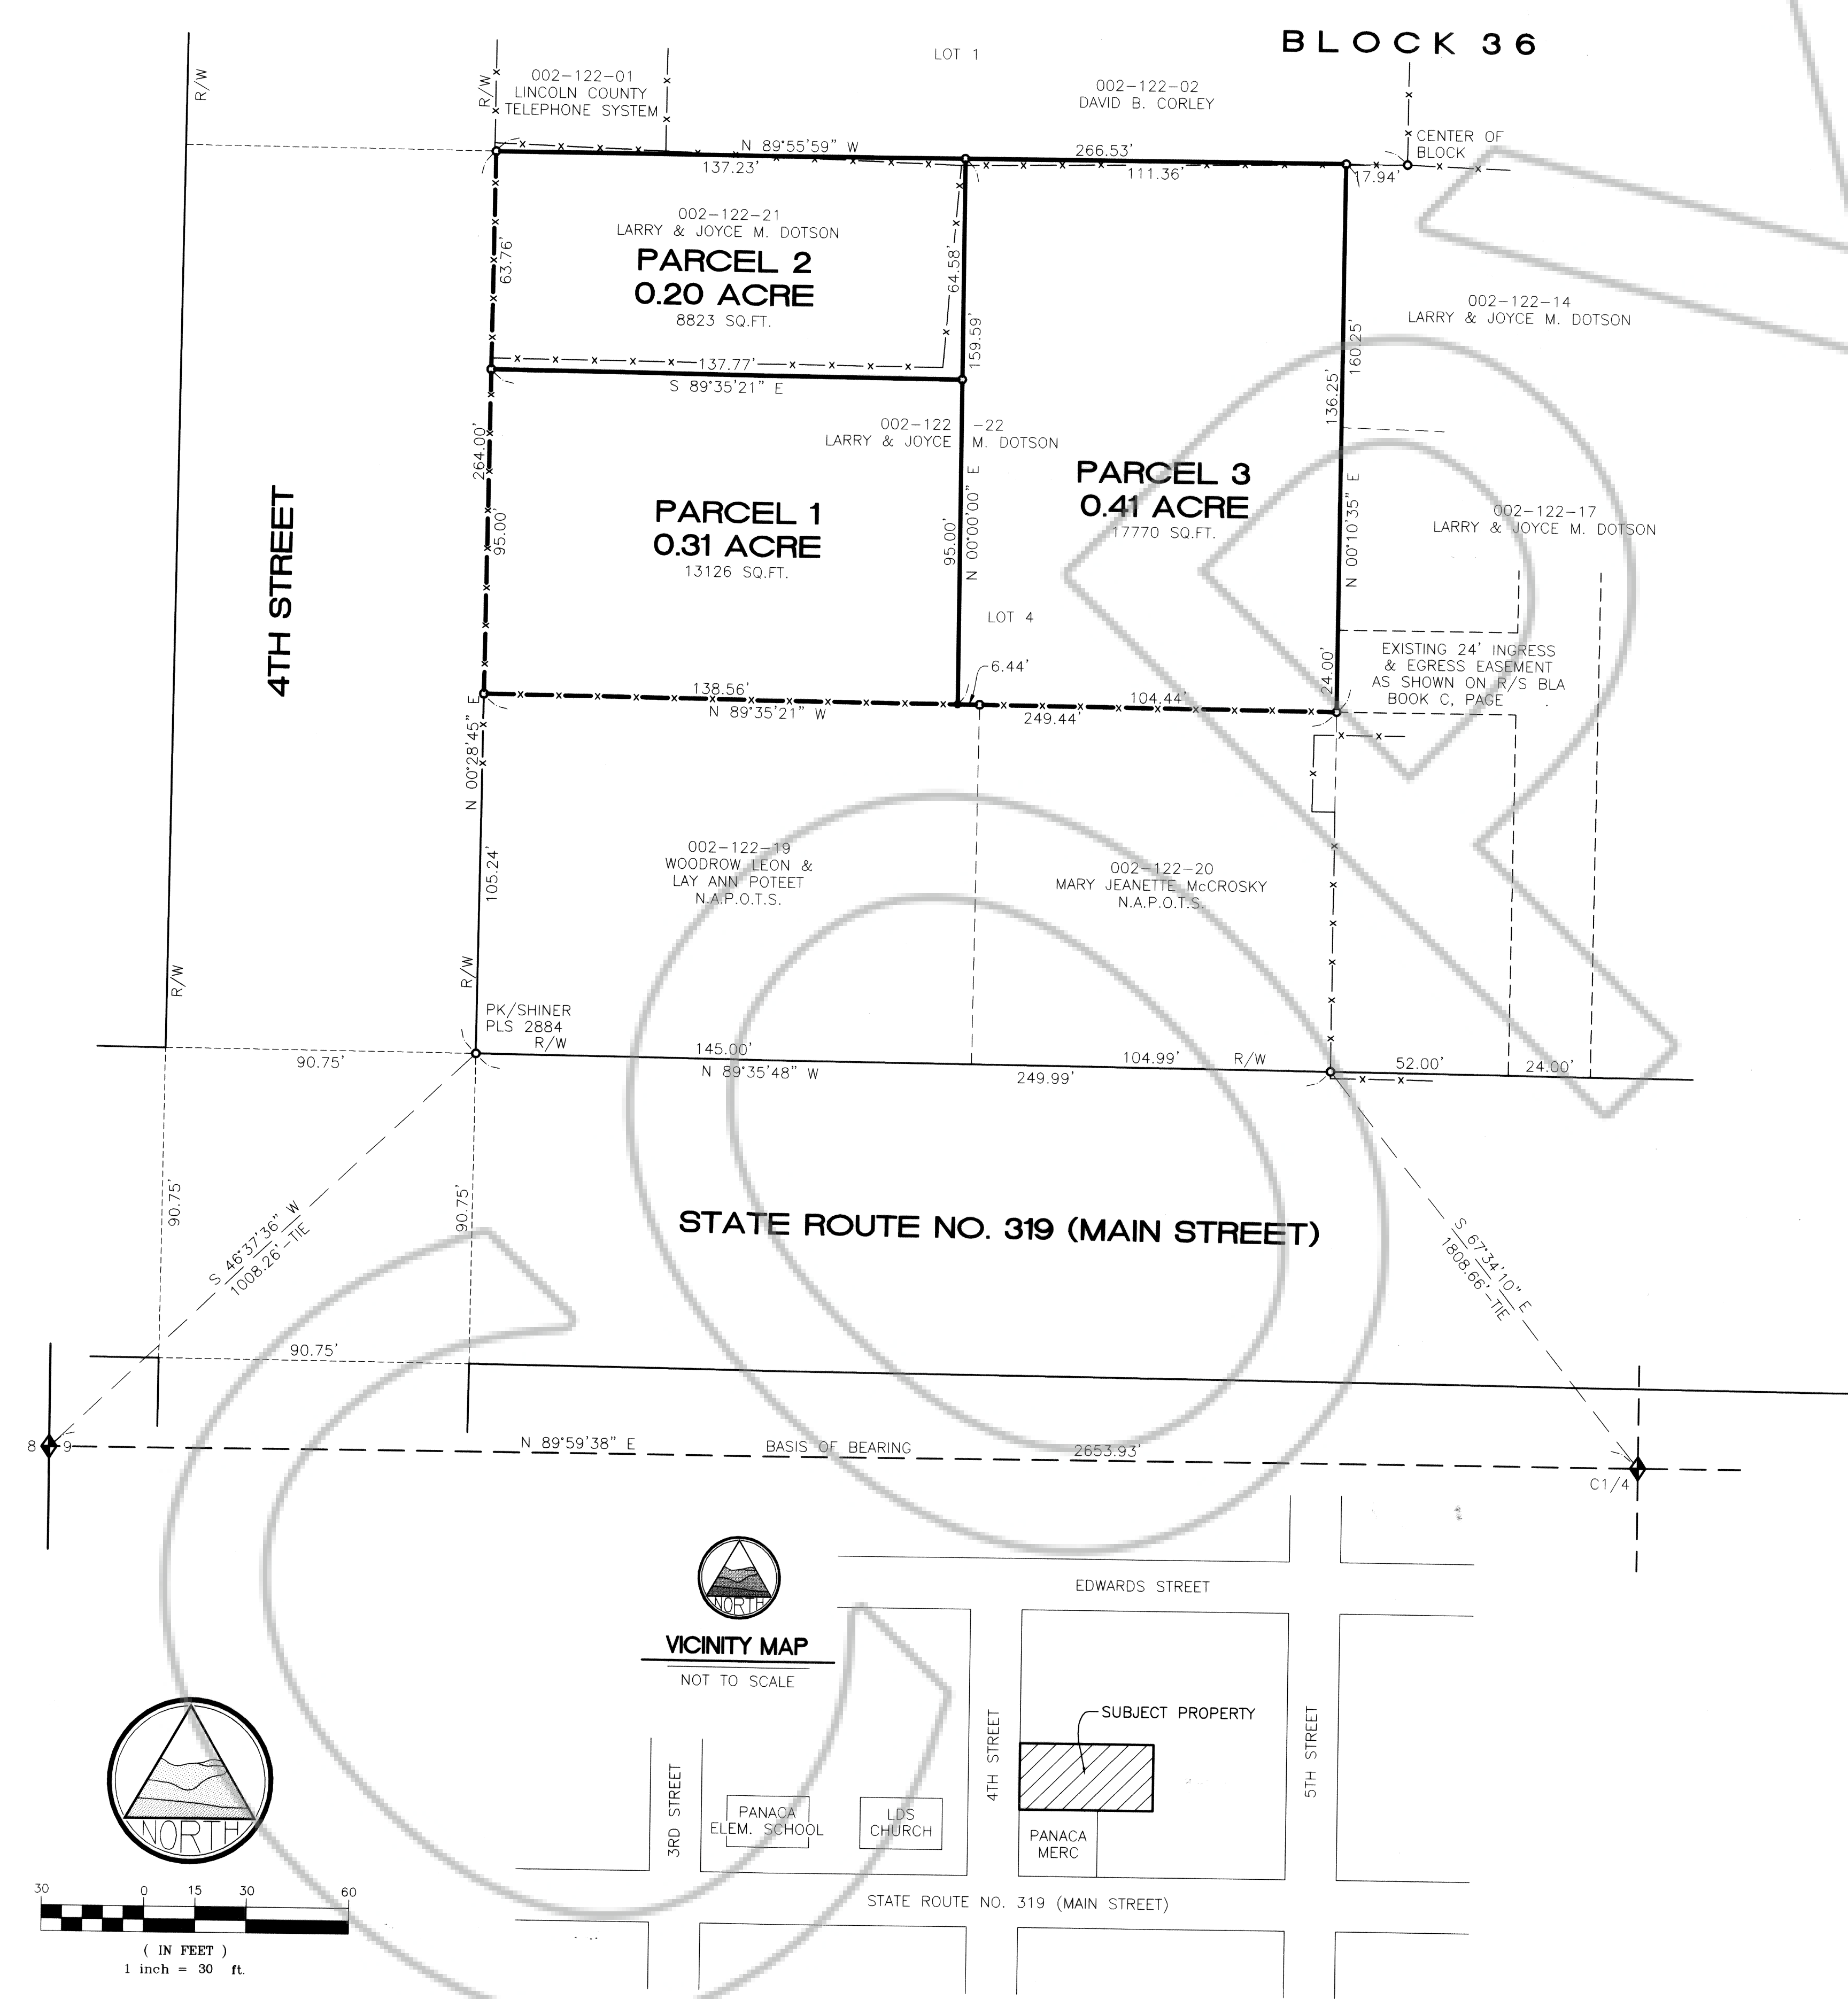 BLOCK 36
LOT 1
R/W
R/W
002-122-01
LINCOLN COUNTY
TELEPHONE SYSTEM
002-122-02
DAVID B. CORLEY
CENTER OF
BLOCK
N 89°55'59" W
266.53'
137.23'
111.36'
17.94'
002-122-21
LARRY & JOYCE M. DOTSON
PARCEL 2
0.20 ACRE
8823 SQ.FT.
63.76'
64.58'
159.59'
160.25'
136.25'
002-122-14
LARRY & JOYCE M. DOTSON
137.77'
S 89°35'21" E
002-122 -22
LARRY & JOYCE M. DOTSON
264.00'
95.00'
95.00'
N 00°00'00" E
N 00°10'35" E
PARCEL 3
0.41 ACRE
17770 SQ.FT.
PARCEL 1
0.31 ACRE
13126 SQ.FT.
4TH STREET
002-122-17
LARRY & JOYCE M. DOTSON
LOT 4
6.44'
24.00'
EXISTING 24' INGRESS
& EGRESS EASEMENT
AS SHOWN ON R/S BLA
BOOK C, PAGE
138.56'
N 89°35'21" W
104.44'
249.44'
N 00°28'45" E
105.24'
002-122-19
WOODROW LEON &
LAY ANN POTEET
N.A.P.O.T.S.
002-122-20
MARY JEANETTE McCROSKY
N.A.P.O.T.S.
R/W
R/W
PK/SHINER
PLS 2884
R/W
90.75'
145.00'
N 89°35'48" W
104.99'
249.99'
R/W
52.00'
24.00'
90.75'
90.75'
S 46°37'36" W
1008.26'-TIE
STATE ROUTE NO. 319 (MAIN STREET)
S 67°34'10" E
1808.66'-TIE
90.75'
8 9
N 89°59'38" E
BASIS OF BEARING
2653.93'
C1/4
NORTH
VICINITY MAP
NOT TO SCALE
EDWARDS STREET
SUBJECT PROPERTY
3RD STREET
4TH STREET
5TH STREET
PANACA
ELEM. SCHOOL
LDS
CHURCH
PANACA
MERC
STATE ROUTE NO. 319 (MAIN STREET)
NORTH
30 0 15 30 60
( IN FEET )
1 inch = 30 ft.